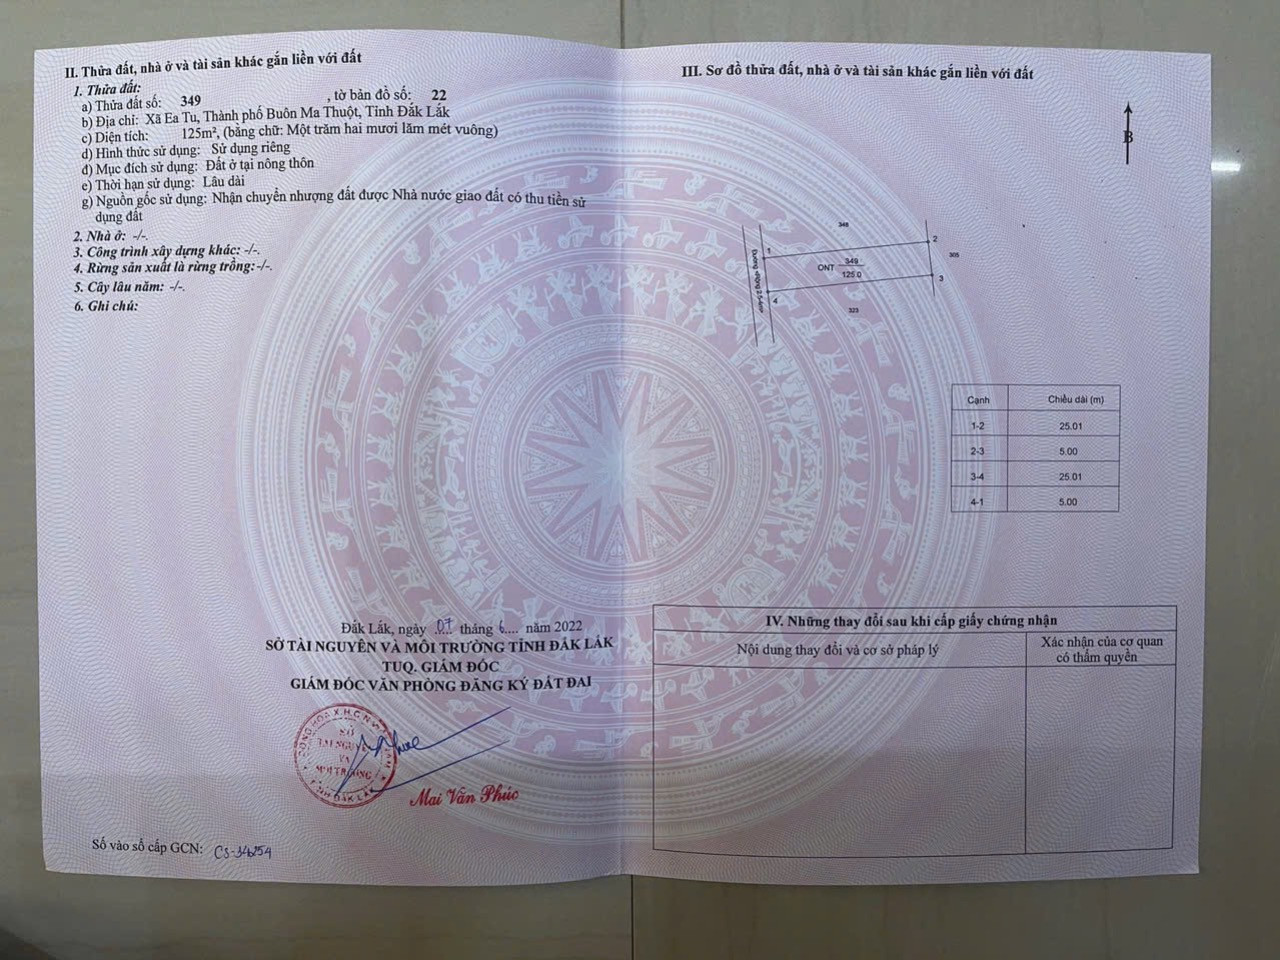 II. Thửa đất, nhà ở và tài sản khác gắn liền với đất
1. Thửa đất:
a) Thửa đất số: 349 , tờ bản đồ số: 22
b) Địa chỉ: Xã Ea Tu, Thành phố Buôn Ma Thuột, Tỉnh Đắk Lắk
c) Diện tích: 125m², (bằng chữ: Một trăm hai mươi lăm mét vuông)
d) Hình thức sử dụng: Sử dụng riêng
đ) Mục đích sử dụng: Đất ở tại nông thôn
e) Thời hạn sử dụng: Lâu dài
g) Nguồn gốc sử dụng: Nhận chuyển nhượng đất được Nhà nước giao đất có thu tiền sử
dụng đất
2. Nhà ở: -/-.
3. Công trình xây dựng khác: -/-.
4. Rừng sản xuất là rừng trồng:-/-.
5. Cây lâu năm: -/-.
6. Ghi chú:
Đắk Lắk, ngày 07 tháng 6 năm 2022
SỞ TÀI NGUYÊN VÀ MÔI TRƯỜNG TỈNH ĐẮK LẮK
TUQ. GIÁM ĐỐC
GIÁM ĐỐC VĂN PHÒNG ĐĂNG KÝ ĐẤT ĐAI
SỞ
TÀI NGUYÊN
VÀ
MÔI TRƯỜNG
Mai Văn Phúc
Số vào sổ cấp GCN: CS-34254
III. Sơ đồ thửa đất, nhà ở và tài sản khác gắn liền với đất
B
348
1
2
305
ONT 349
125.0
3
4
323
Cạnh Chiều dài (m)
1-2 25.01
2-3 5.00
3-4 25.01
4-1 5.00
IV. Những thay đổi sau khi cấp giấy chứng nhận
Nội dung thay đổi và cơ sở pháp lý
Xác nhận của cơ quan
có thẩm quyền